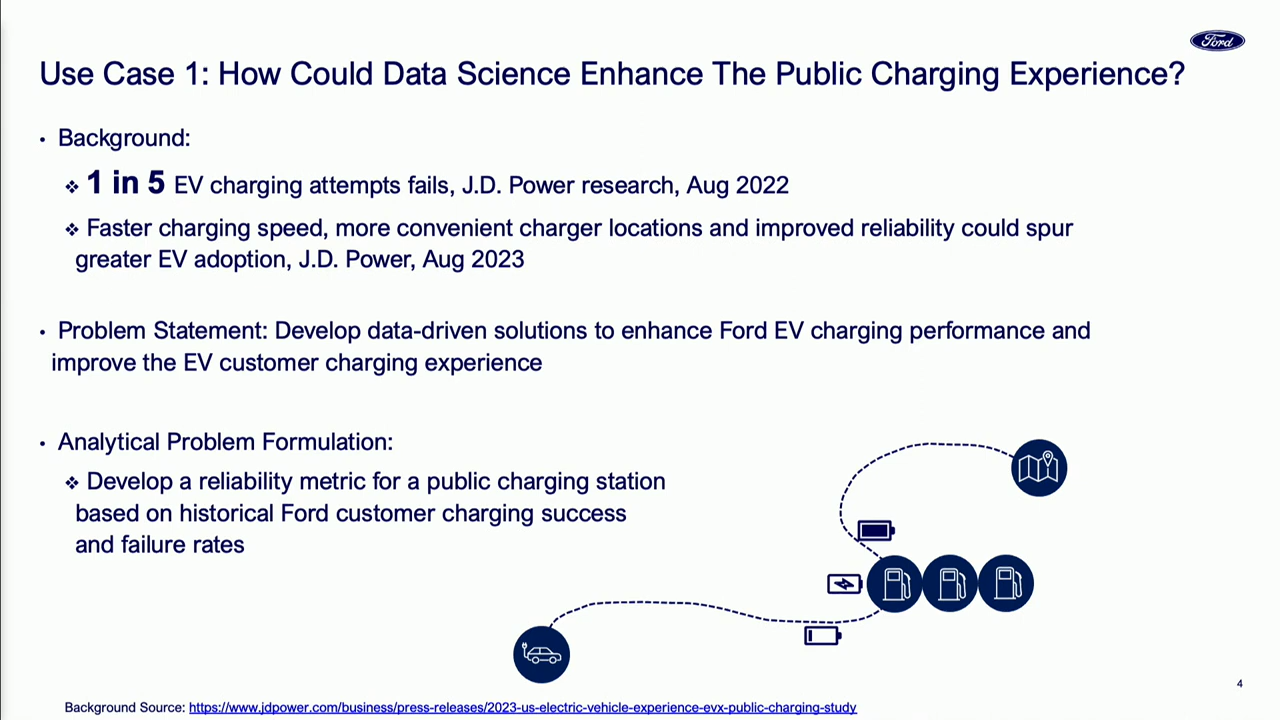 Ford
Use Case 1: How Could Data Science Enhance The Public Charging Experience?
• Background:
❖ 1 in 5 EV charging attempts fails, J.D. Power research, Aug 2022
❖ Faster charging speed, more convenient charger locations and improved reliability could spur
greater EV adoption, J.D. Power, Aug 2023
• Problem Statement: Develop data-driven solutions to enhance Ford EV charging performance and
improve the EV customer charging experience
• Analytical Problem Formulation:
❖ Develop a reliability metric for a public charging station
based on historical Ford customer charging success
and failure rates
4
Background Source: https://www.jdpower.com/business/press-releases/2023-us-electric-vehicle-experience-evx-public-charging-study